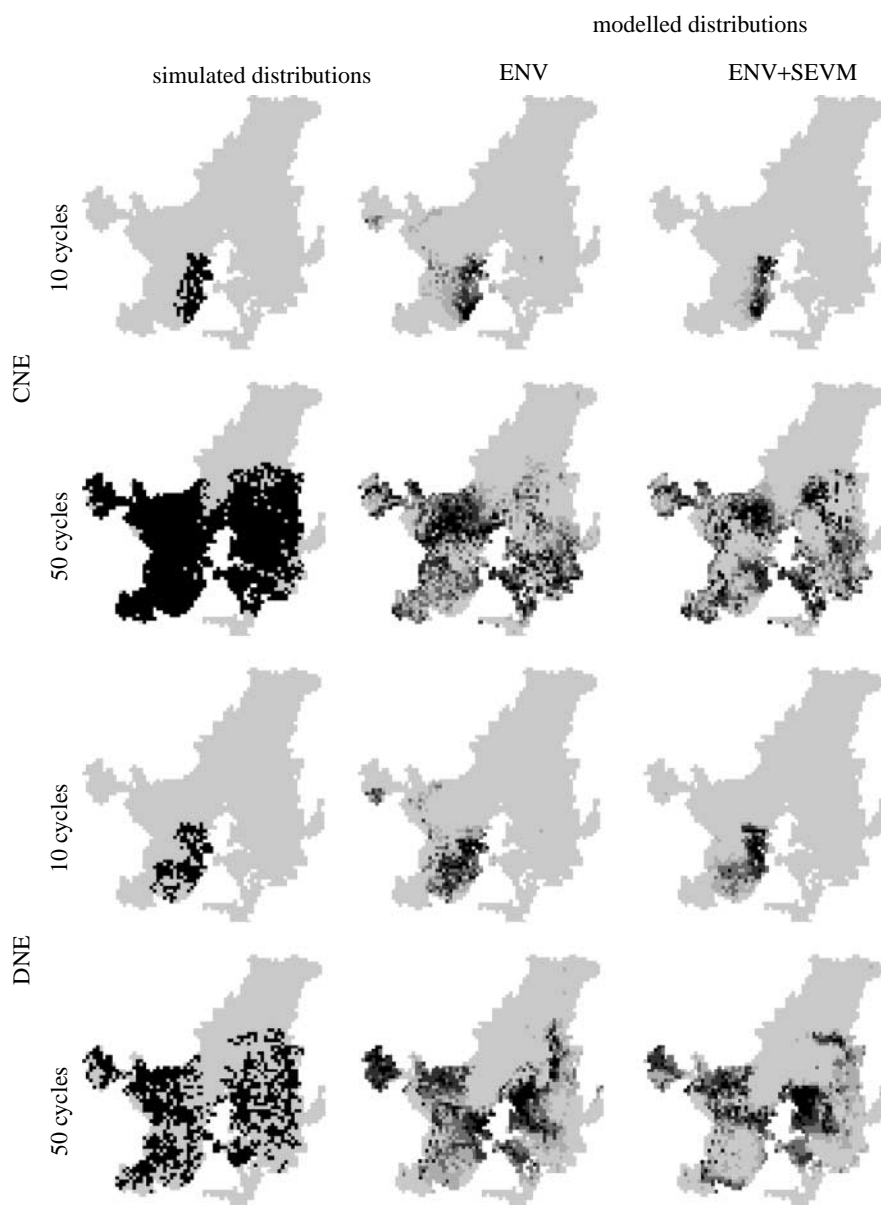 modelled distributions
simulated distributions
ENV
ENV+SEVM
CNE
10 cycles
50 cycles
DNE
10 cycles
50 cycles